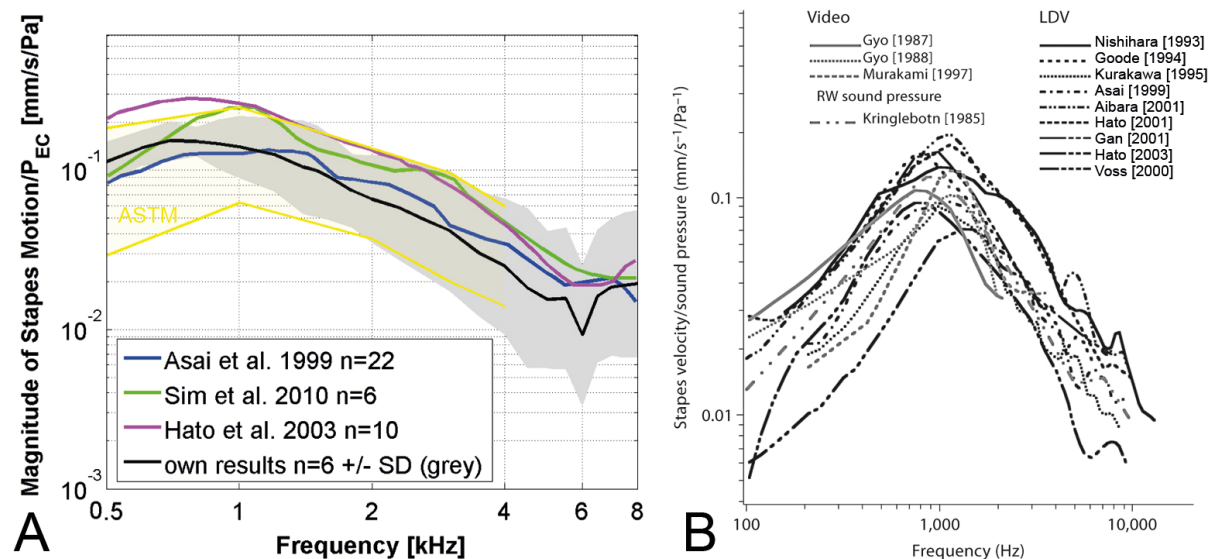 Magnitude of Stapes Motion/P_EC [mm/s/Pa]
10^-1
10^-2
10^-3
ASTM
Asai et al. 1999 n=22
Sim et al. 2010 n=6
Hato et al. 2003 n=10
own results n=6 +/- SD (grey)
0.5 1 2 4 6 8
Frequency [kHz]
A
Video
Gyo [1987]
Gyo [1988]
Murakami [1997]
RW sound pressure
Kringlebotn [1985]
LDV
Nishihara [1993]
Goode [1994]
Kurakawa [1995]
Asai [1999]
Aibara [2001]
Hato [2001]
Gan [2001]
Hato [2003]
Voss [2000]
Stapes velocity/sound pressure (mm/s⁻¹/Pa⁻¹)
0.1
0.01
100 1,000 10,000
Frequency (Hz)
B